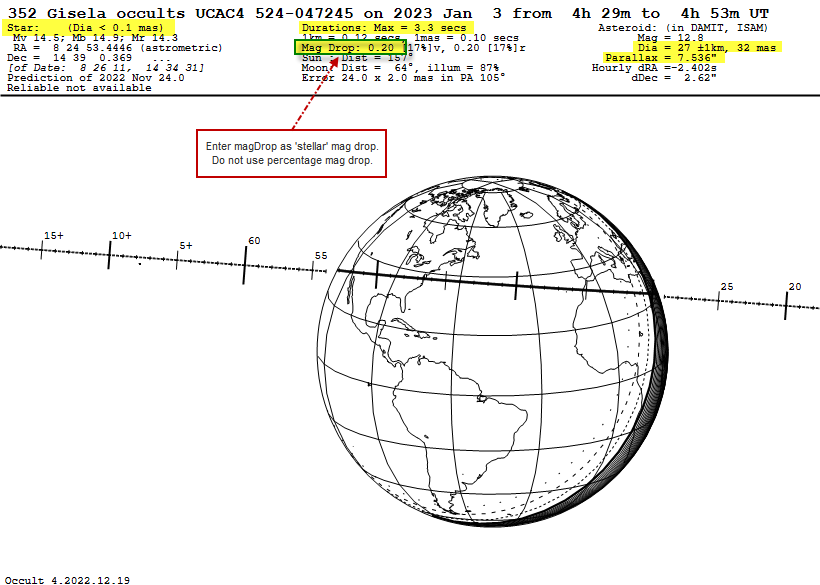 352 Gisela occults UCAC4 524-047245 on 2023 Jan  3 from  4h 29m to  4h 53m UT
Star:    (Dia < 0.1 mas)
Mv 14.5; Mb 14.9; Mr 14.3
RA =  8 24 53.4446 (astrometric)
Dec =  14 39  0.369  ...
[of Date:  8 26 11,  14 34 31]
Prediction of 2022 Nov 24.0
Reliable not available
Durations: Max = 3.3 secs
1km = 0.12 secs, 1mas = 0.10 secs
Mag Drop: 0.20 [17%]v, 0.20 [17%]r
Sun   Dist = 157°
Moon  Dist =  64°, illum = 87%
Error 24.0 x 2.0 mas in PA 105°
Asteroid: (in DAMIT, ISAM)
Mag = 12.8
Dia = 27 ±1km, 32 mas
Parallax = 7.536"
Hourly dRA =-2.402s
dDec =  2.62"
Enter magDrop as 'stellar' mag drop.
Do not use percentage mag drop.
15+
10+
5+
60
55
25
20
Occult 4.2022.12.19